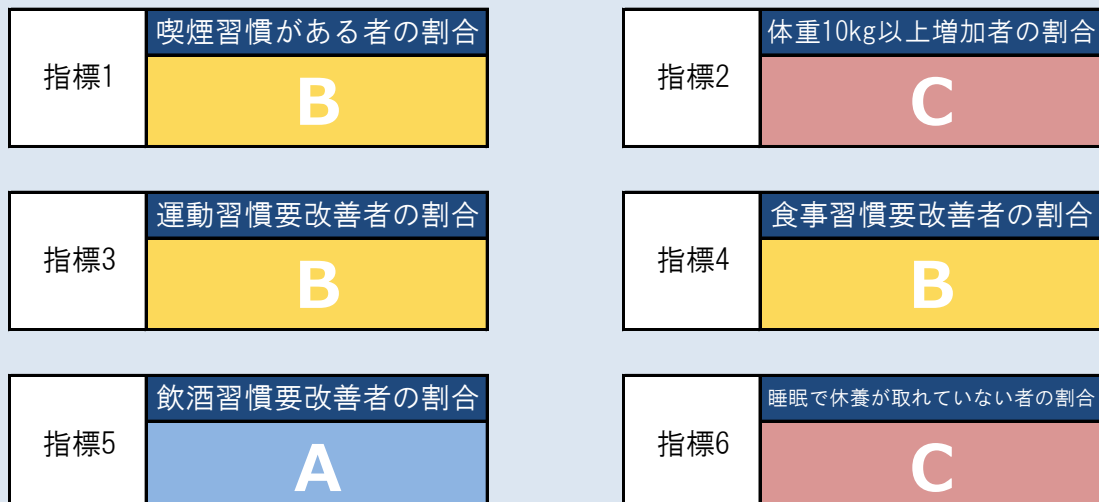 指標1
喫煙習慣がある者の割合
B
指標2
体重10kg以上増加者の割合
C
指標3
運動習慣要改善者の割合
B
指標4
食事習慣要改善者の割合
B
指標5
飲酒習慣要改善者の割合
A
指標6
睡眠で休養が取れていない者の割合
C